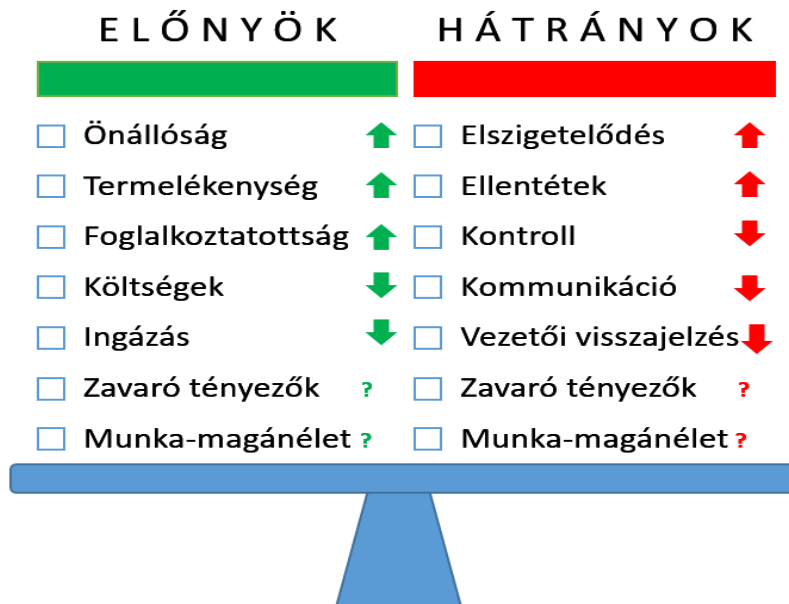 ELŐNYÖK
Önállóság
Termelékenység
Foglalkoztatottság
Költségek
Ingázás
Zavaró tényezők ?
Munka-magánélet ?
HÁTRÁNYOK
Elszigetelődés
Ellentétek
Kontroll
Kommunikáció
Vezetői visszajelzés
Zavaró tényezők ?
Munka-magánélet ?